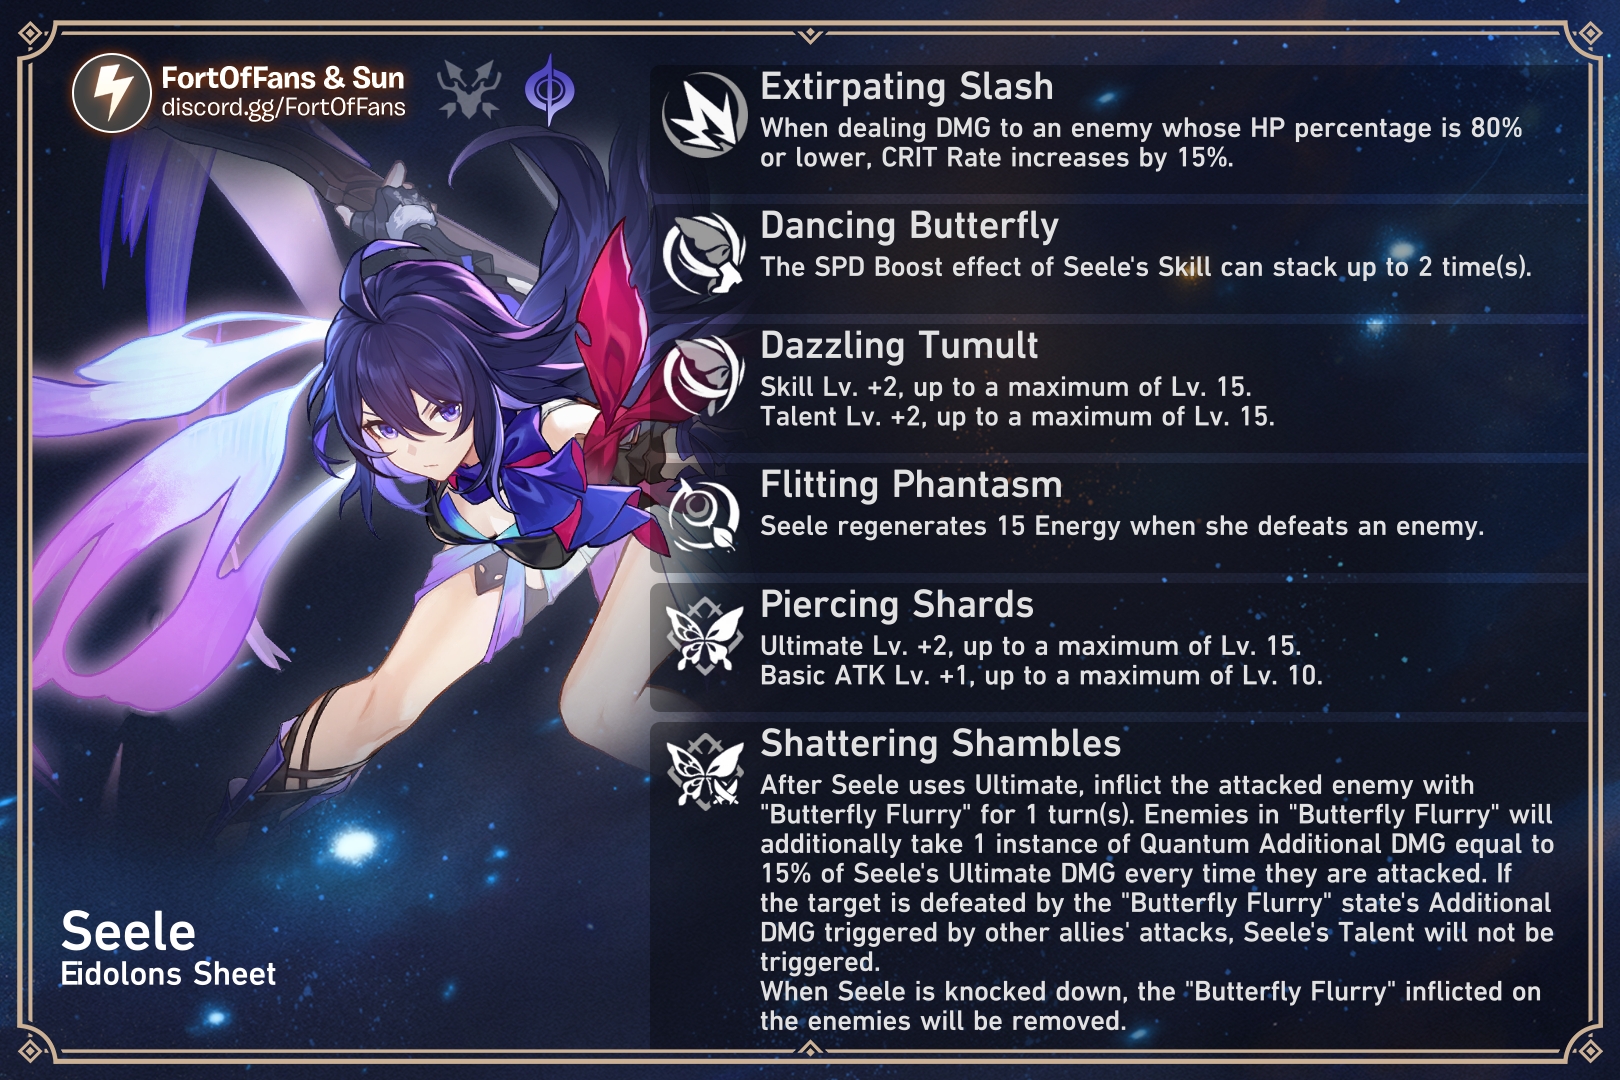 FortOfFans & Sun
discord.gg/FortOfFans
Extirpating Slash
When dealing DMG to an enemy whose HP percentage is 80%
or lower, CRIT Rate increases by 15%.
Dancing Butterfly
The SPD Boost effect of Seele's Skill can stack up to 2 time(s).
Dazzling Tumult
Skill Lv. +2, up to a maximum of Lv. 15.
Talent Lv. +2, up to a maximum of Lv. 15.
Flitting Phantasm
Seele regenerates 15 Energy when she defeats an enemy.
Piercing Shards
Ultimate Lv. +2, up to a maximum of Lv. 15.
Basic ATK Lv. +1, up to a maximum of Lv. 10.
Shattering Shambles
After Seele uses Ultimate, inflict the attacked enemy with
"Butterfly Flurry" for 1 turn(s). Enemies in "Butterfly Flurry" will
additionally take 1 instance of Quantum Additional DMG equal to
15% of Seele's Ultimate DMG every time they are attacked. If
the target is defeated by the "Butterfly Flurry" state's Additional
DMG triggered by other allies' attacks, Seele's Talent will not be
triggered.
When Seele is knocked down, the "Butterfly Flurry" inflicted on
the enemies will be removed.
Seele
Eidolons Sheet